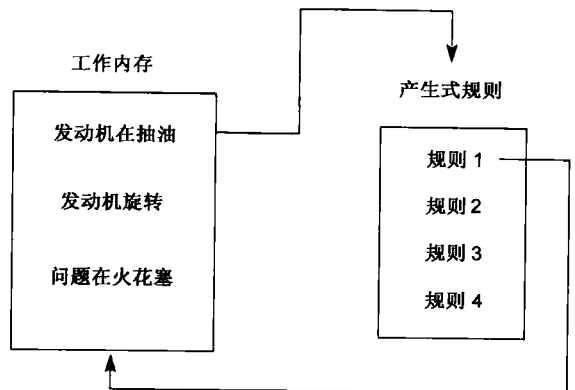 工作内存
发动机在抽油
发动机旋转
问题在火花塞
产生式规则
规则 1
规则 2
规则 3
规则 4